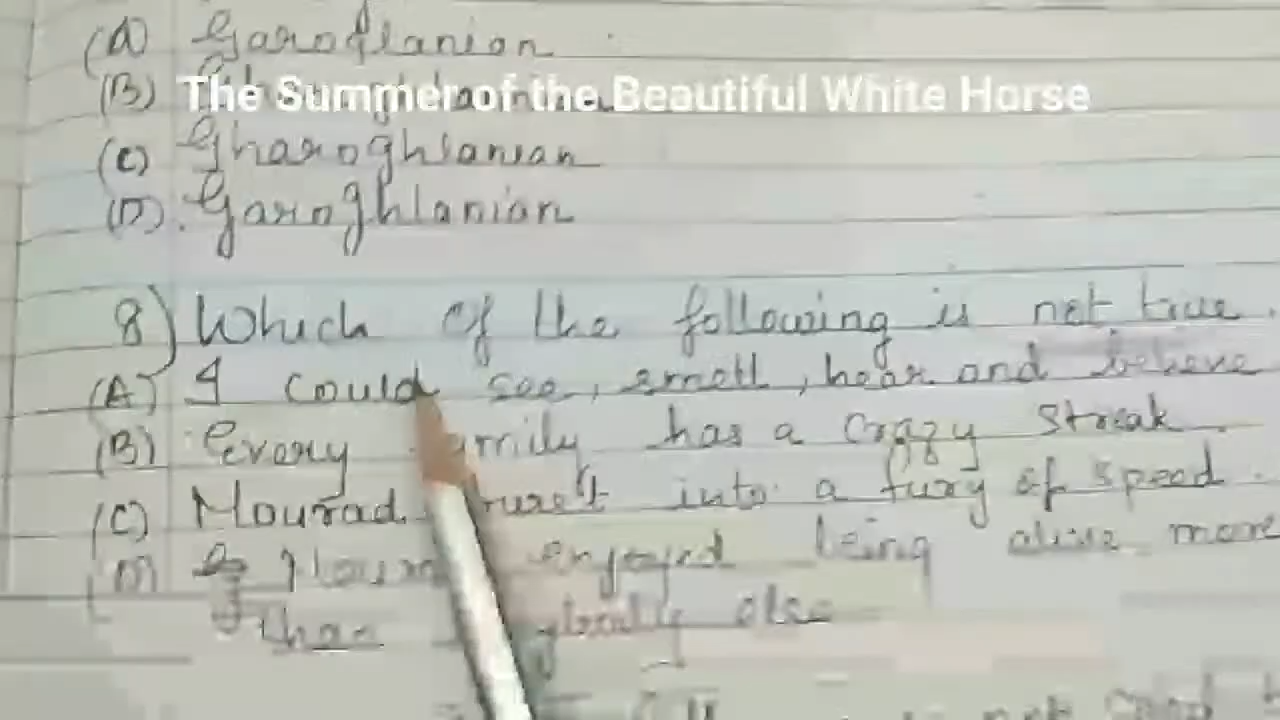 (A) Garoflanian
The Summer of the Beautiful White Horse
(B)
(C) Gharoghlanian
(D). Garoghlanian
8) Which of the following is not true.
(A) I could see, smell, hear and believe
(B) Every family has a crazy streak.
(C) Mourad burst into a fury of speed.
(D) enjoyed being alive more
than else